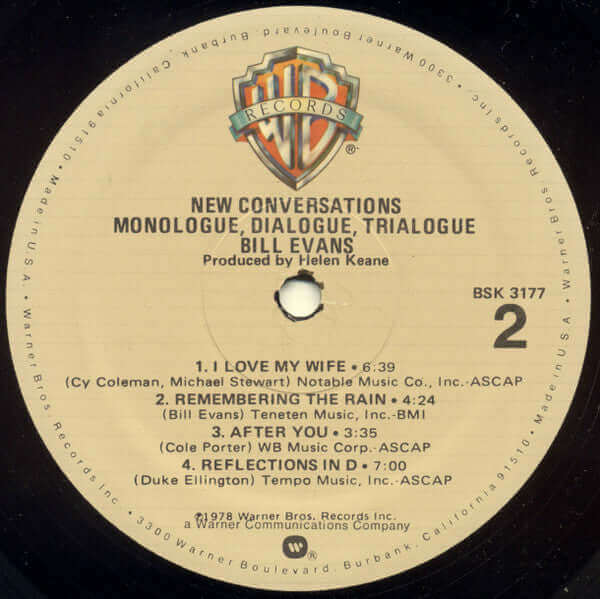 WB
RECORDS
®
NEW CONVERSATIONS
MONOLOGUE, DIALOGUE, TRIALOGUE
BILL EVANS
Produced by Helen Keane
BSK 3177
2
1. I LOVE MY WIFE • 6:39
(Cy Coleman, Michael Stewart) Notable Music Co., Inc.-ASCAP
2. REMEMBERING THE RAIN • 4:24
(Bill Evans) Teneten Music, Inc.-BMI
3. AFTER YOU • 3:35
(Cole Porter) WB Music Corp.-ASCAP
4. REFLECTIONS IN D • 7:00
(Duke Ellington) Tempo Music, Inc.-ASCAP
℗1978 Warner Bros. Records Inc.
a Warner Communications Company
W®
Warner Bros. Records Inc. • 3300 Warner Boulevard, Burbank, California 91510 • Made in U.S.A. • Warner Bros. Records Inc. • 3300 Warner Boulevard, Burbank, California 91510 • Made in U.S.A. •